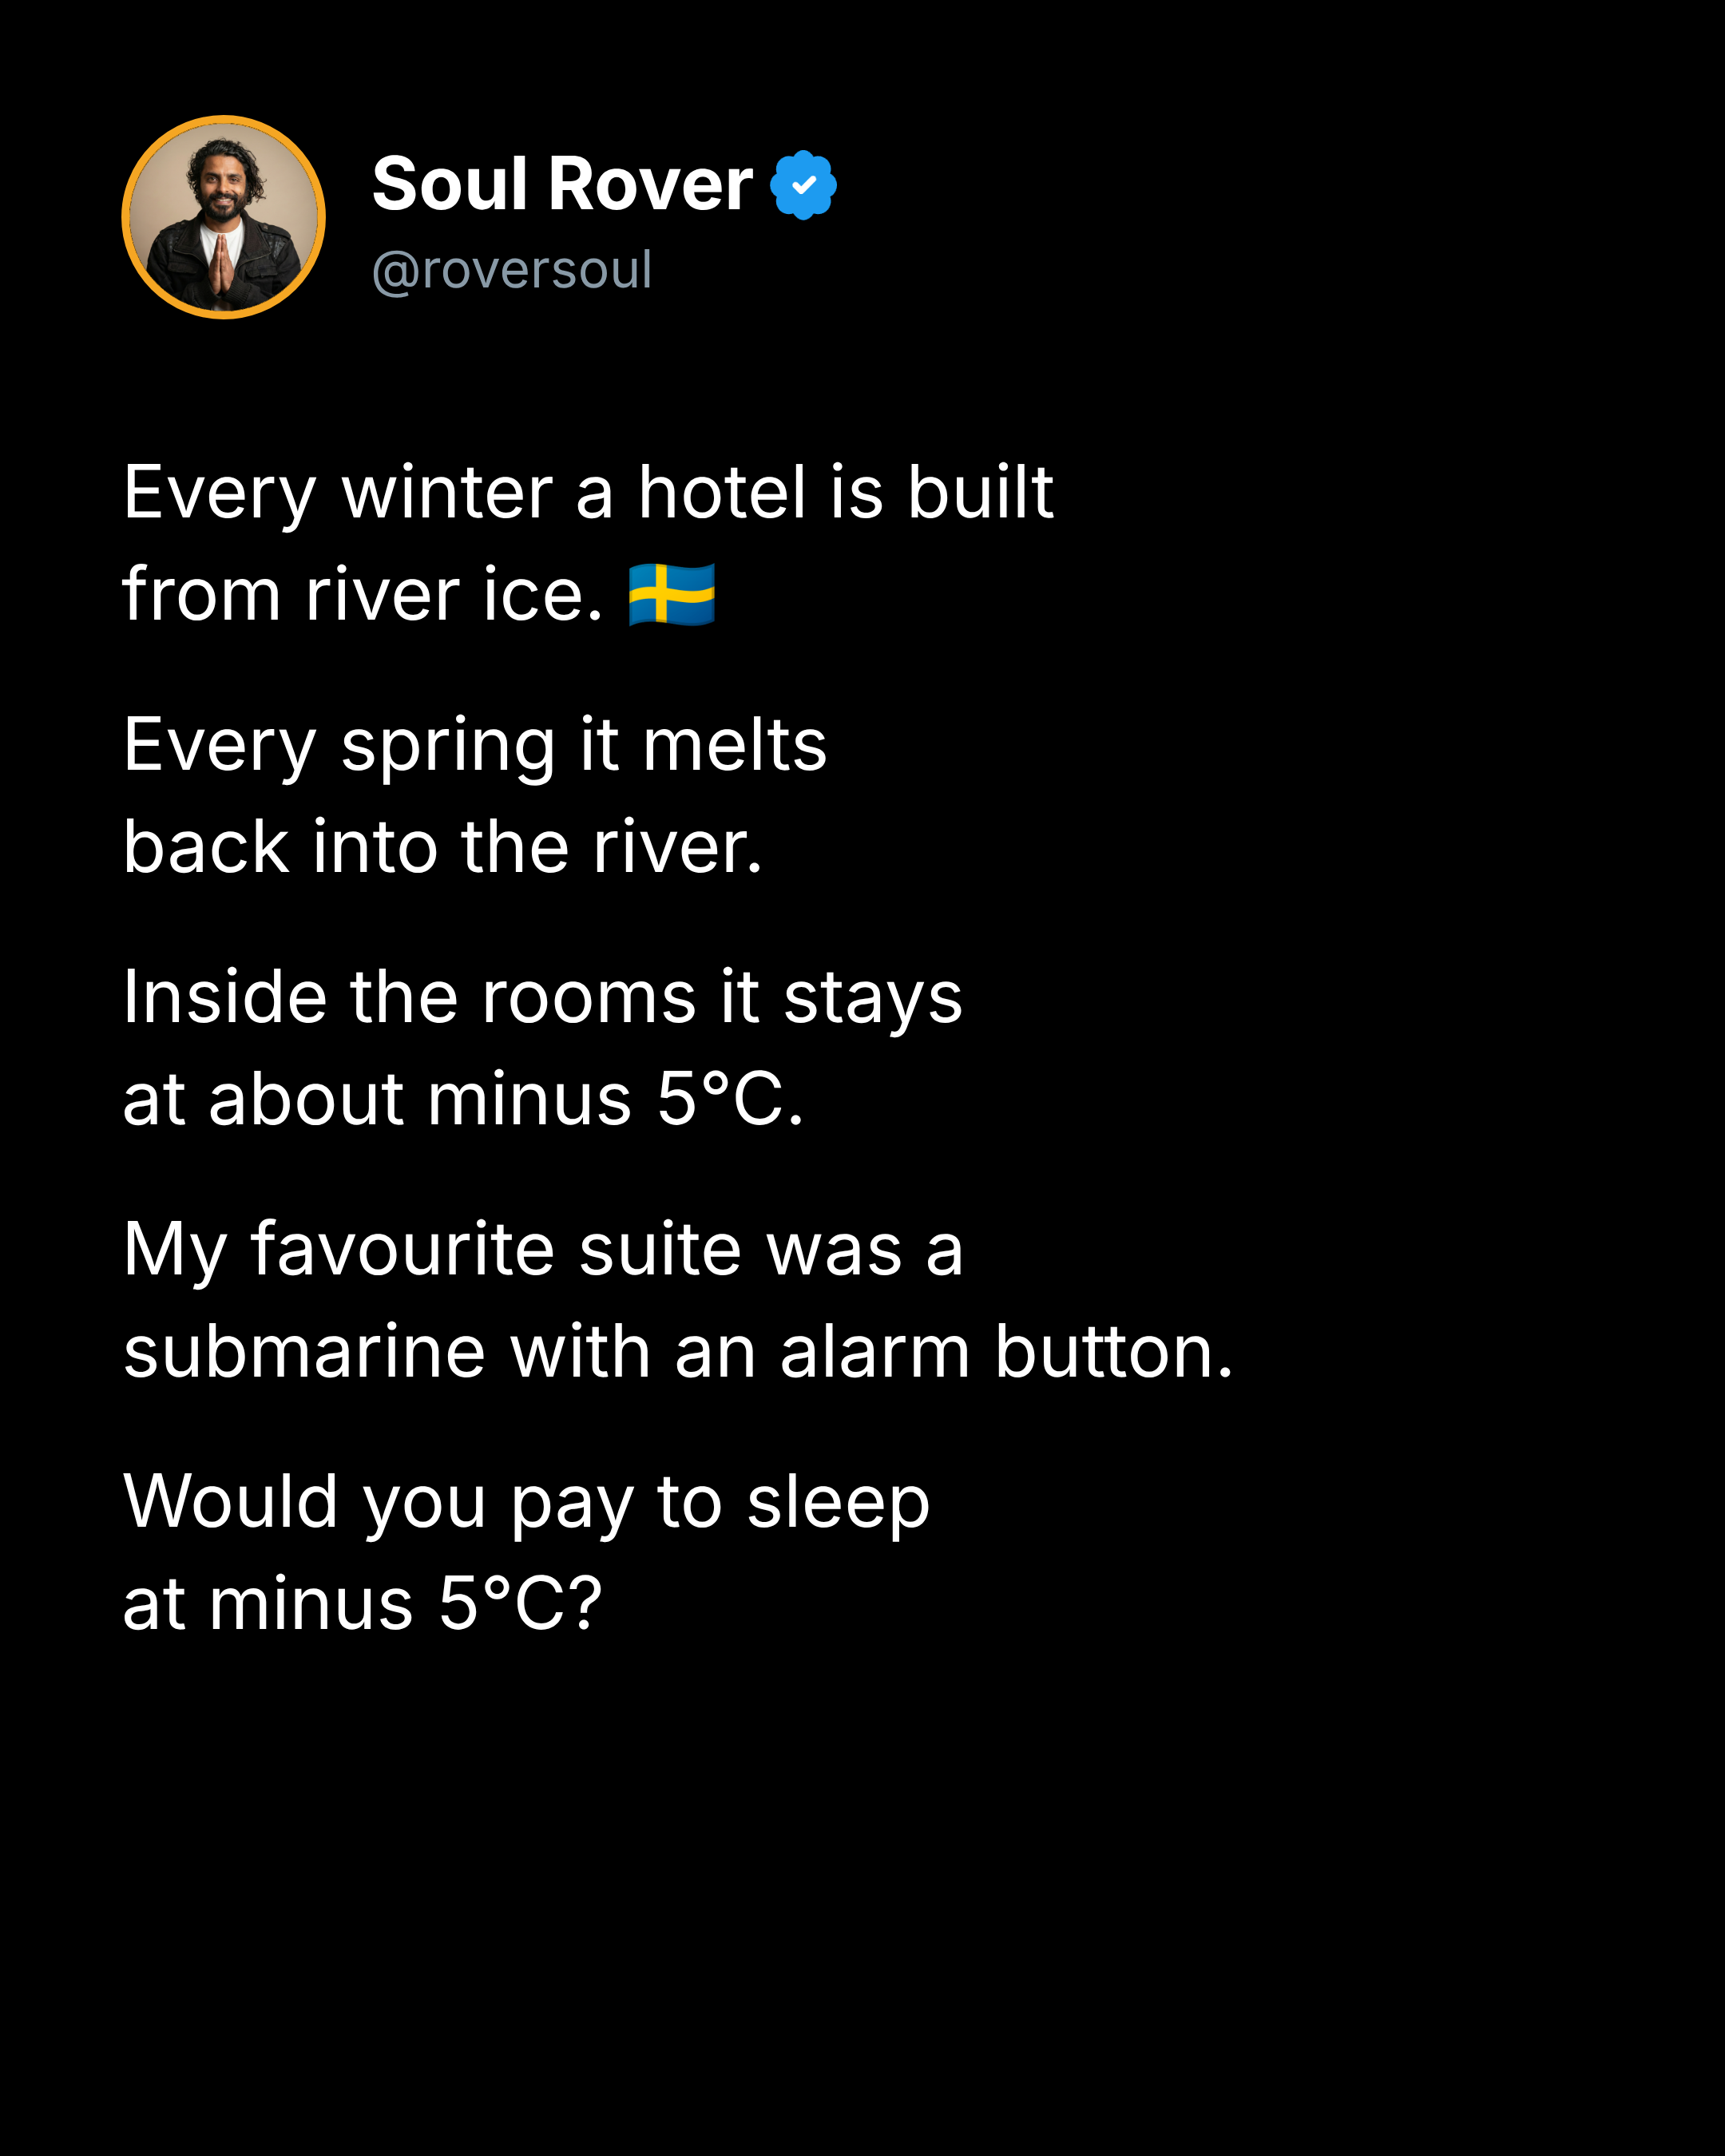 Soul Rover
@roversoul
Every winter a hotel is built
from river ice. 🇸🇪
Every spring it melts
back into the river.
Inside the rooms it stays
at about minus 5°C.
My favourite suite was a
submarine with an alarm button.
Would you pay to sleep
at minus 5°C?